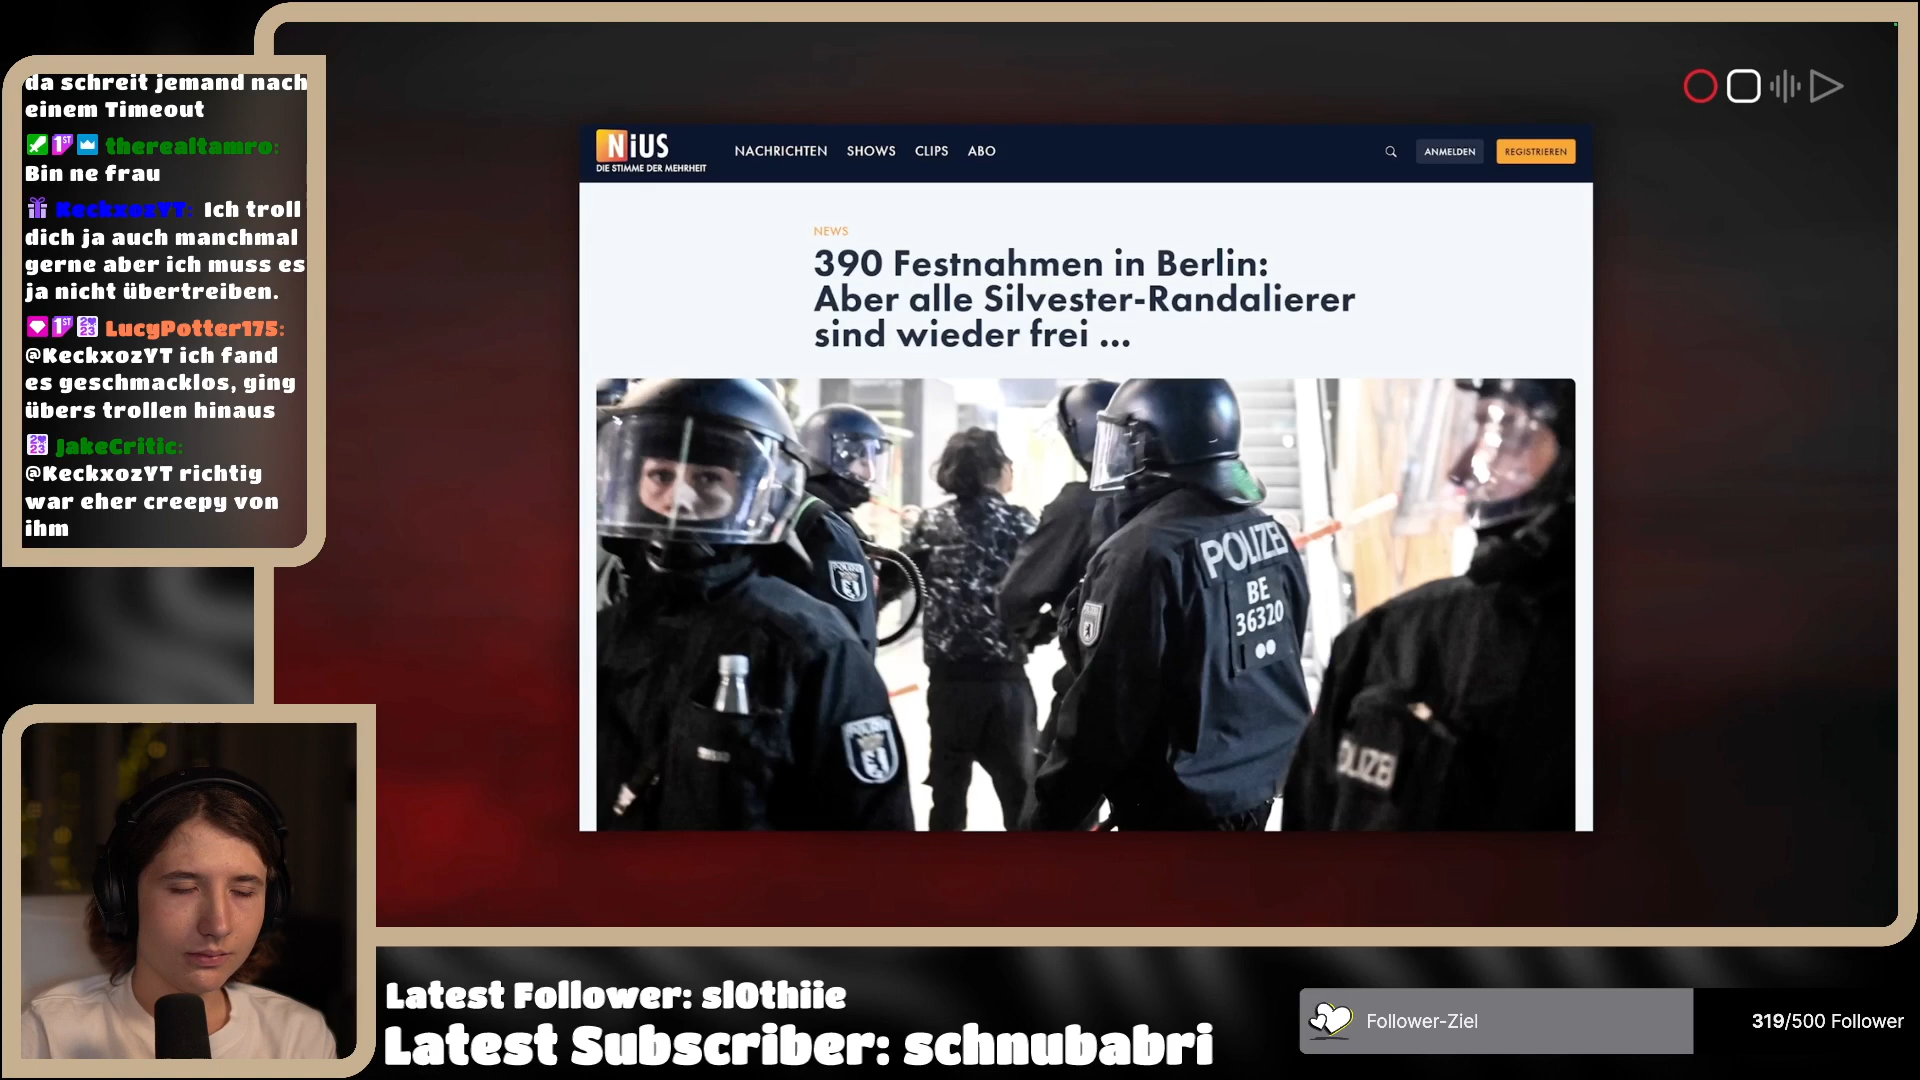 da schreit jemand nach
einem Timeout
therealtamro:
Bin ne frau
KeckxozYT: Ich troll
dich ja auch manchmal
gerne aber ich muss es
ja nicht übertreiben.
LucyPotter175:
@KeckxozYT ich fand
es geschmacklos, ging
übers trollen hinaus
JakeCritic:
@KeckxozYT richtig
war eher creepy von
ihm
NiUS
DIE STIMME DER MEHRHEIT
NACHRICHTEN SHOWS CLIPS ABO
ANMELDEN REGISTRIEREN
NEWS
390 Festnahmen in Berlin:
Aber alle Silvester-Randalierer
sind wieder frei ...
POLIZEI
BE
36320
POLIZEI
Latest Follower: sl0thiie
Latest Subscriber: schnubabri
Follower-Ziel
319/500 Follower